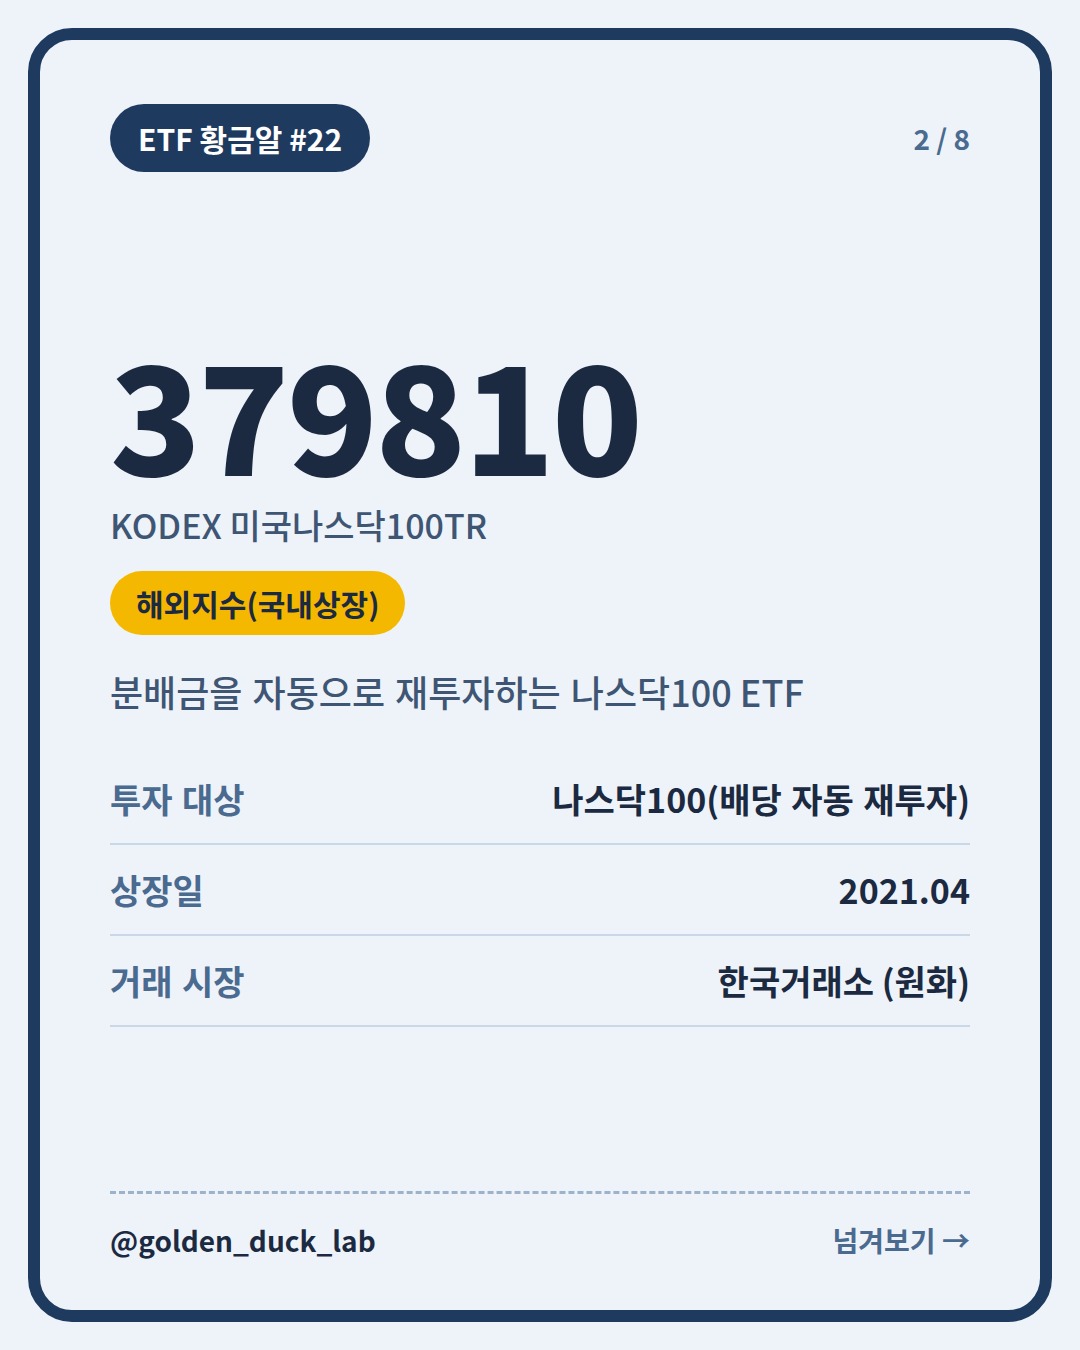 ETF 황금알 #22
2 / 8
379810
KODEX 미국나스닥100TR
해외지수(국내상장)
분배금을 자동으로 재투자하는 나스닥100 ETF
투자 대상
나스닥100(배당 자동 재투자)
상장일
2021.04
거래 시장
한국거래소 (원화)
@golden_duck_lab
넘겨보기 →